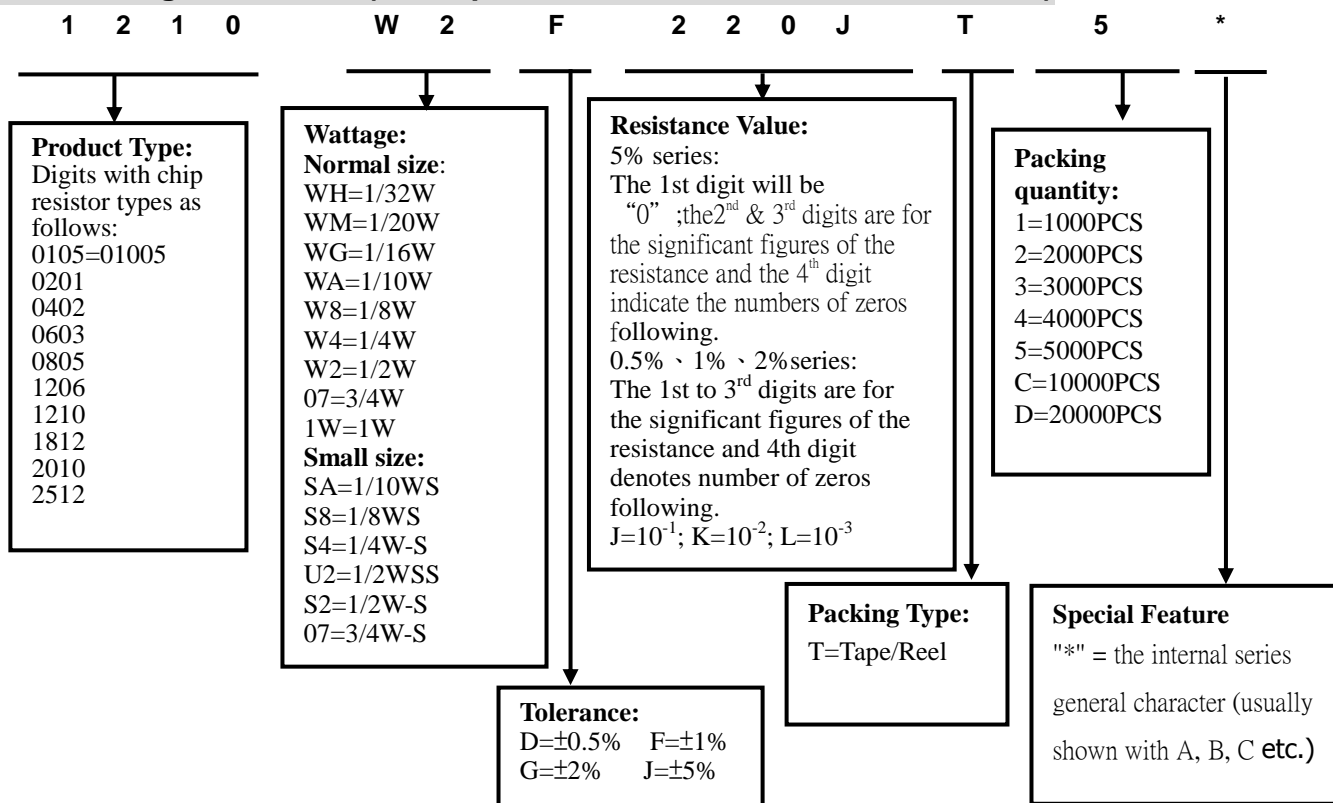 1 2 1 0 W 2 F 2 2 0 J T 5 *
Product Type:
Digits with chip
resistor types as
follows:
0105=01005
0201
0402
0603
0805
1206
1210
1812
2010
2512
Wattage:
Normal size:
WH=1/32W
WM=1/20W
WG=1/16W
WA=1/10W
W8=1/8W
W4=1/4W
W2=1/2W
07=3/4W
1W=1W
Small size:
SA=1/10WS
S8=1/8WS
S4=1/4W-S
U2=1/2WSS
S2=1/2W-S
07=3/4W-S
Resistance Value:
5% series:
The 1st digit will be
“0” ;the2nd & 3rd digits are for
the significant figures of the
resistance and the 4th digit
indicate the numbers of zeros
following.
0.5%、1%、2%series:
The 1st to 3rd digits are for
the significant figures of the
resistance and 4th digit
denotes number of zeros
following.
J=10-1; K=10-2; L=10-3
Packing
quantity:
1=1000PCS
2=2000PCS
3=3000PCS
4=4000PCS
5=5000PCS
C=10000PCS
D=20000PCS
Tolerance:
D=±0.5% F=±1%
G=±2% J=±5%
Packing Type:
T=Tape/Reel
Special Feature
"*" = the internal series
general character (usually
shown with A, B, C etc.)